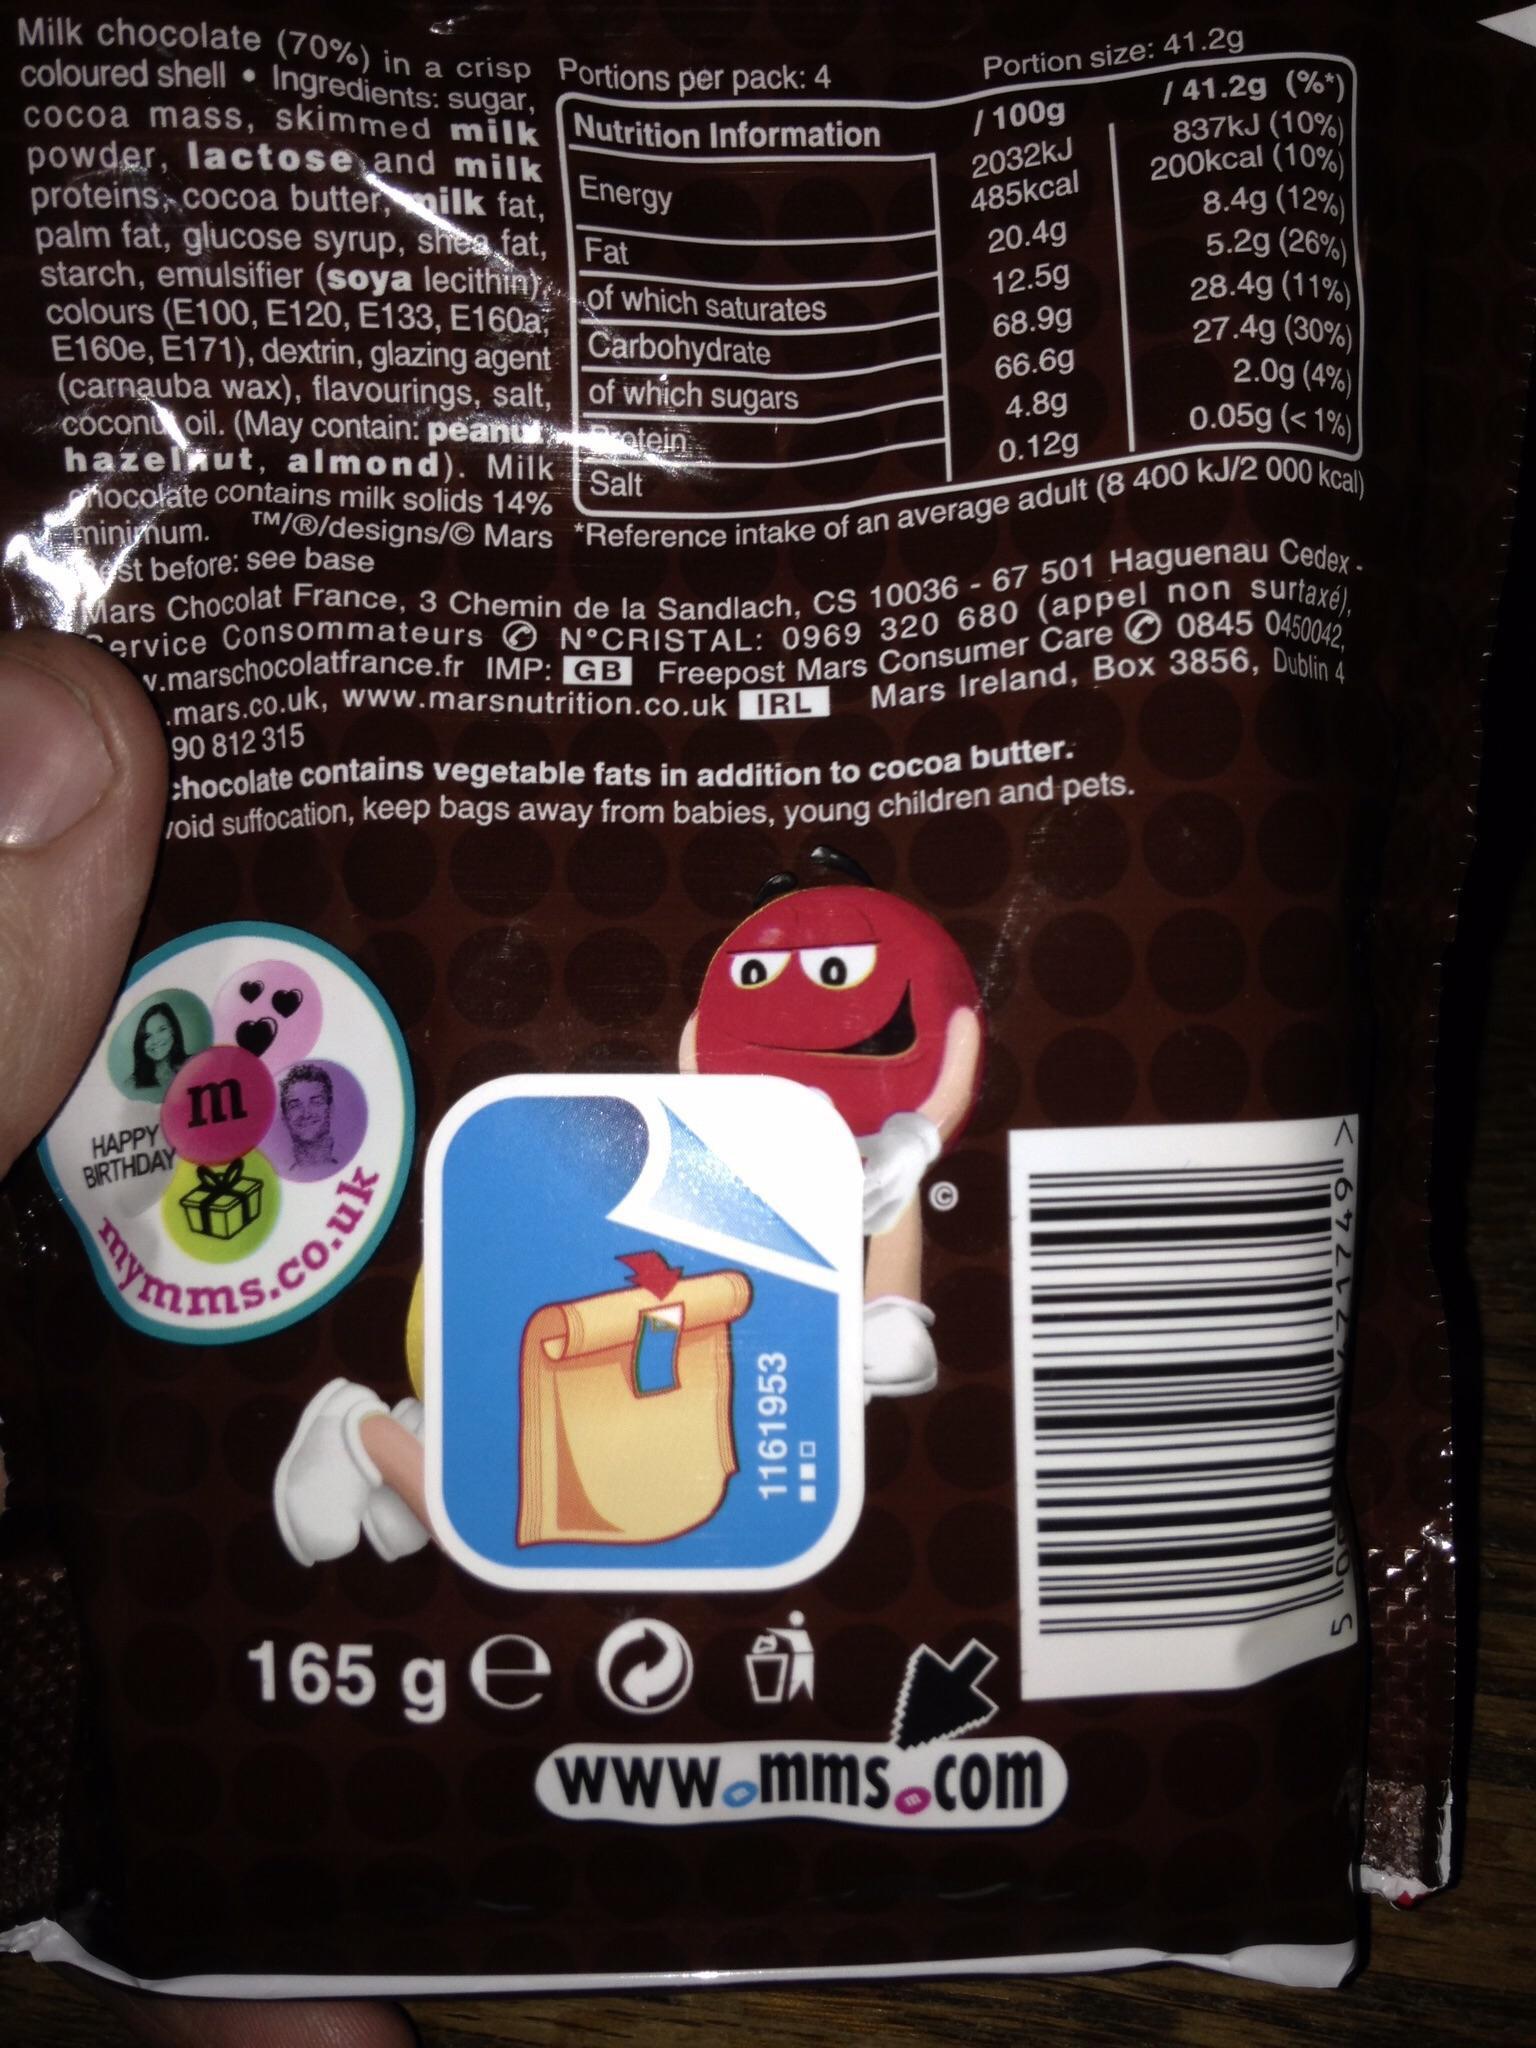 Milk chocolate (70%) in a crisp
coloured shell • Ingredients: sugar,
cocoa mass, skimmed milk
powder, lactose and milk
proteins, cocoa butter, milk fat,
palm fat, glucose syrup, shea fat,
starch, emulsifier (soya lecithin),
colours (E100, E120, E133, E160a,
E160e, E171), dextrin, glazing agent
(carnauba wax), flavourings, salt,
coconut oil. (May contain: peanut,
hazelnut, almond). Milk
chocolate contains milk solids 14%
minimum. ™/®/designs/© Mars
Best before: see base
Portions per pack: 4 Portion size: 41.2g
Nutrition Information / 100g / 41.2g (%*)
Energy 2032kJ 837kJ (10%)
485kcal 200kcal (10%)
Fat 20.4g 8.4g (12%)
of which saturates 12.5g 5.2g (26%)
Carbohydrate 68.9g 28.4g (11%)
of which sugars 66.6g 27.4g (30%)
Protein 4.8g 2.0g (4%)
Salt 0.12g 0.05g (< 1%)
*Reference intake of an average adult (8 400 kJ/2 000 kcal)
Mars Chocolat France, 3 Chemin de la Sandlach, CS 10036 - 67 501 Haguenau Cedex -
Service Consommateurs N°CRISTAL: 0969 320 680 (appel non surtaxé),
.marschocolatfrance.fr IMP: GB Freepost Mars Consumer Care 0845 0450042,
.mars.co.uk, www.marsnutrition.co.uk IRL Mars Ireland, Box 3856, Dublin 4
90 812 315
chocolate contains vegetable fats in addition to cocoa butter.
void suffocation, keep bags away from babies, young children and pets.
m
HAPPY
BIRTHDAY
mymms.co.uk
©
1161953
165 g e
www.mms.com